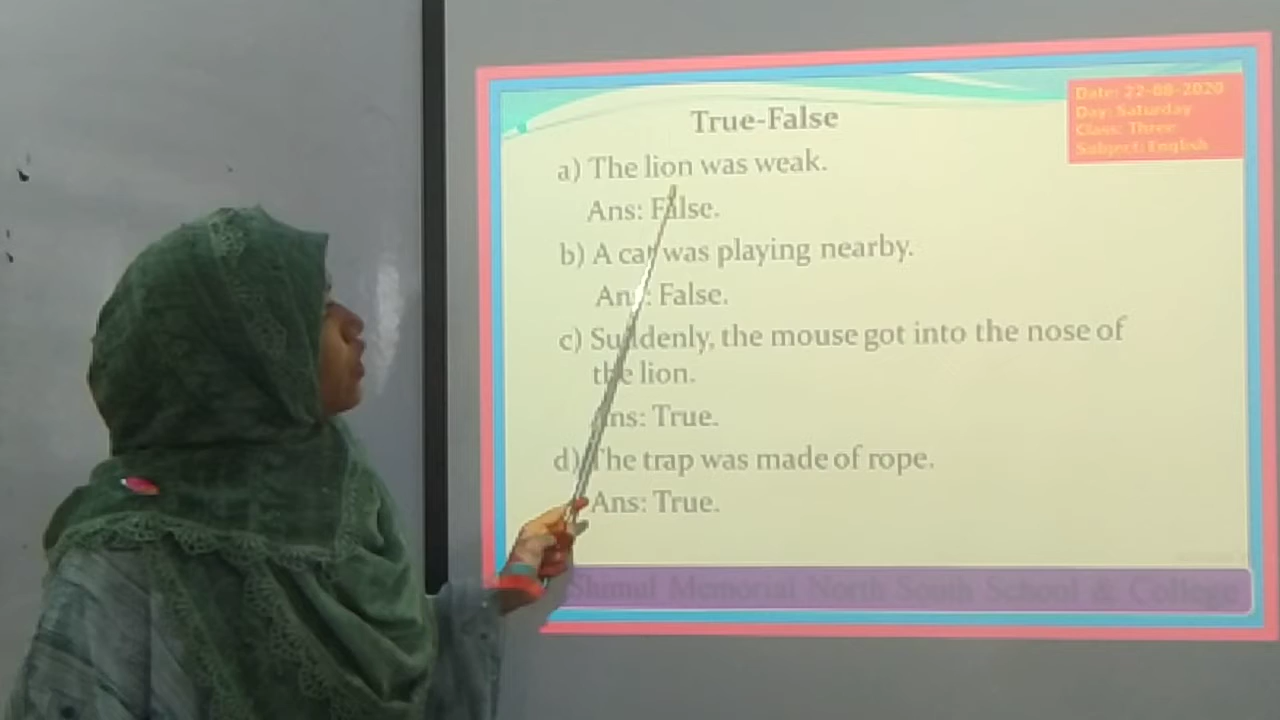 True-False
Date: 22-08-2020
Day: Saturday
Class: Three
Subject: English
a) The lion was weak.
Ans: False.
b) A cat was playing nearby.
Ans: False.
c) Suddenly, the mouse got into the nose of
the lion.
Ans: True.
d) The trap was made of rope.
Ans: True.
Shimul Memorial North South School & College